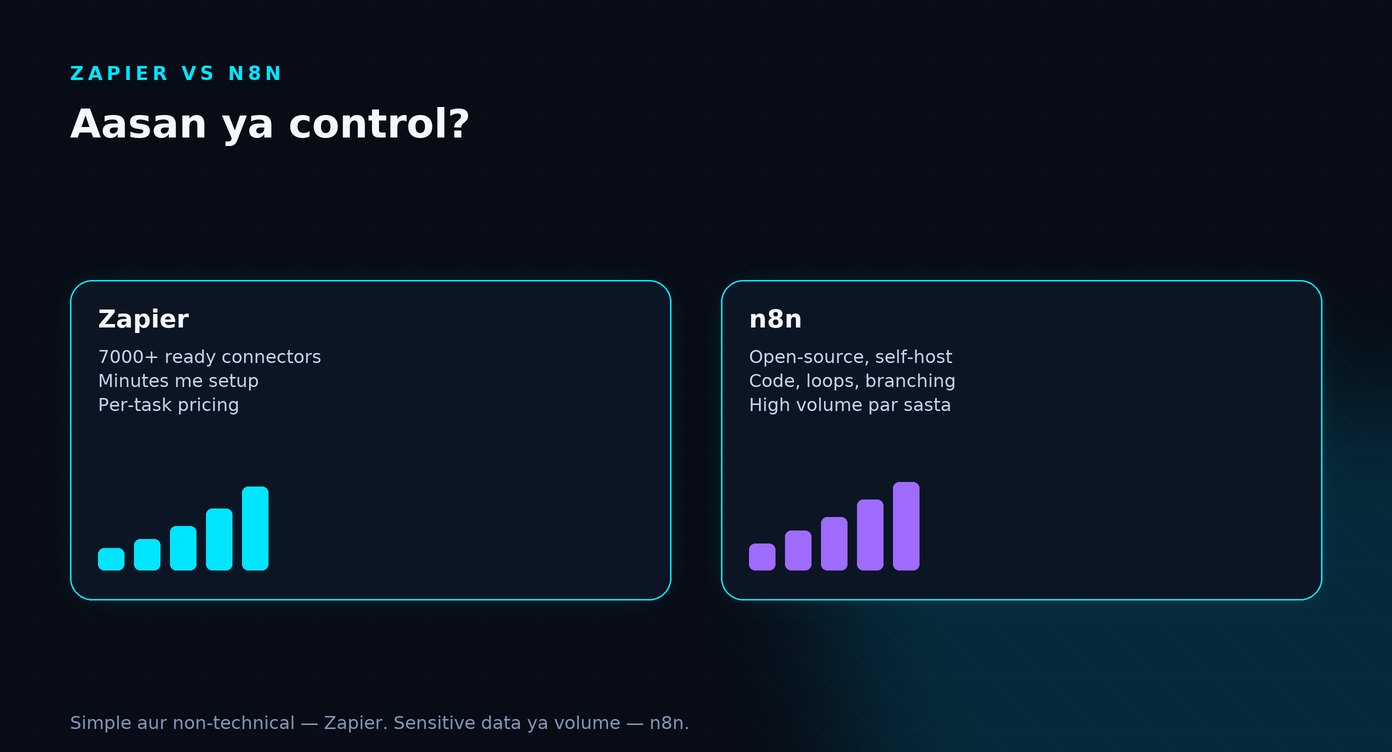 ZAPIER VS N8N
Aasan ya control?
Zapier
7000+ ready connectors
Minutes me setup
Per-task pricing
n8n
Open-source, self-host
Code, loops, branching
High volume par sasta
Simple aur non-technical — Zapier. Sensitive data ya volume — n8n.